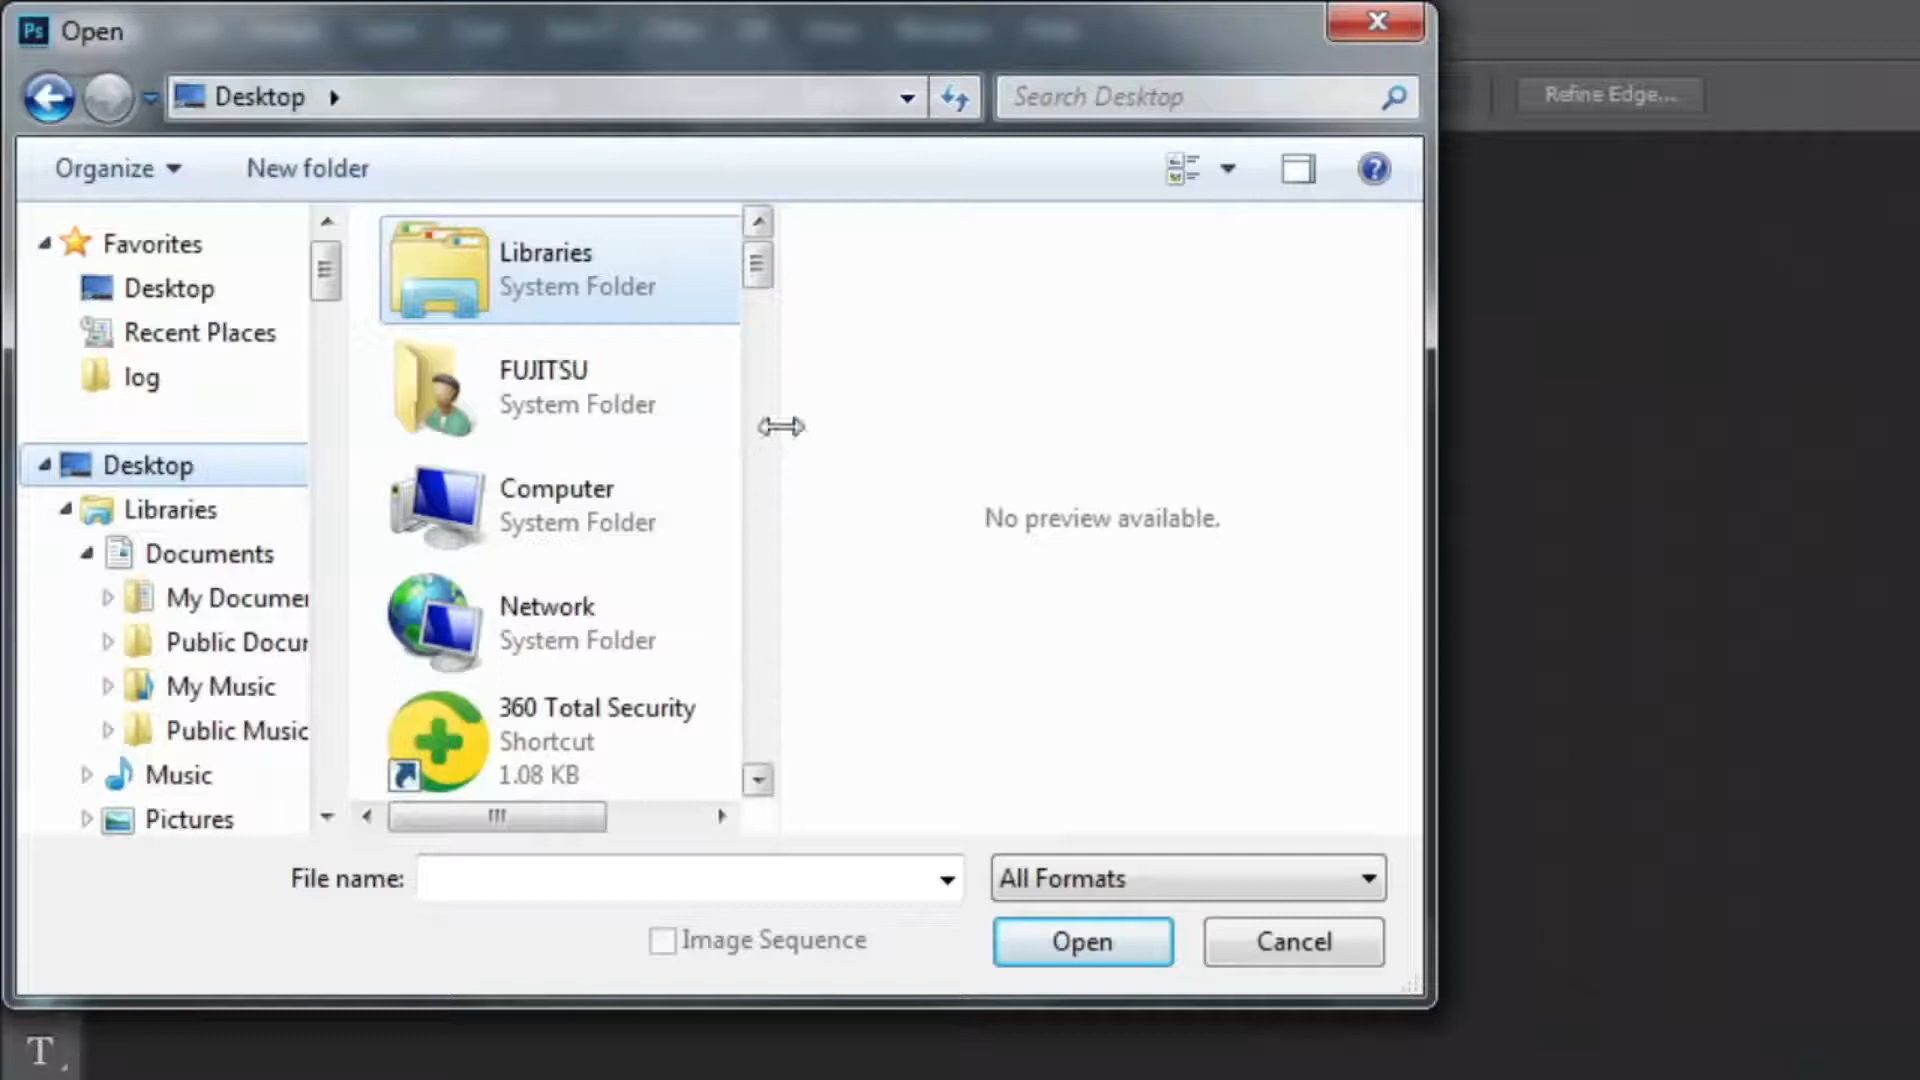 Ps Open
Desktop
Search Desktop
Refine Edge...
Organize
New folder
Favorites
Desktop
Recent Places
log
Desktop
Libraries
Documents
My Documer
Public Docur
My Music
Public Music
Music
Pictures
Libraries
System Folder
FUJITSU
System Folder
Computer
System Folder
Network
System Folder
360 Total Security
Shortcut
1.08 KB
No preview available.
File name:
All Formats
Image Sequence
Open
Cancel
T